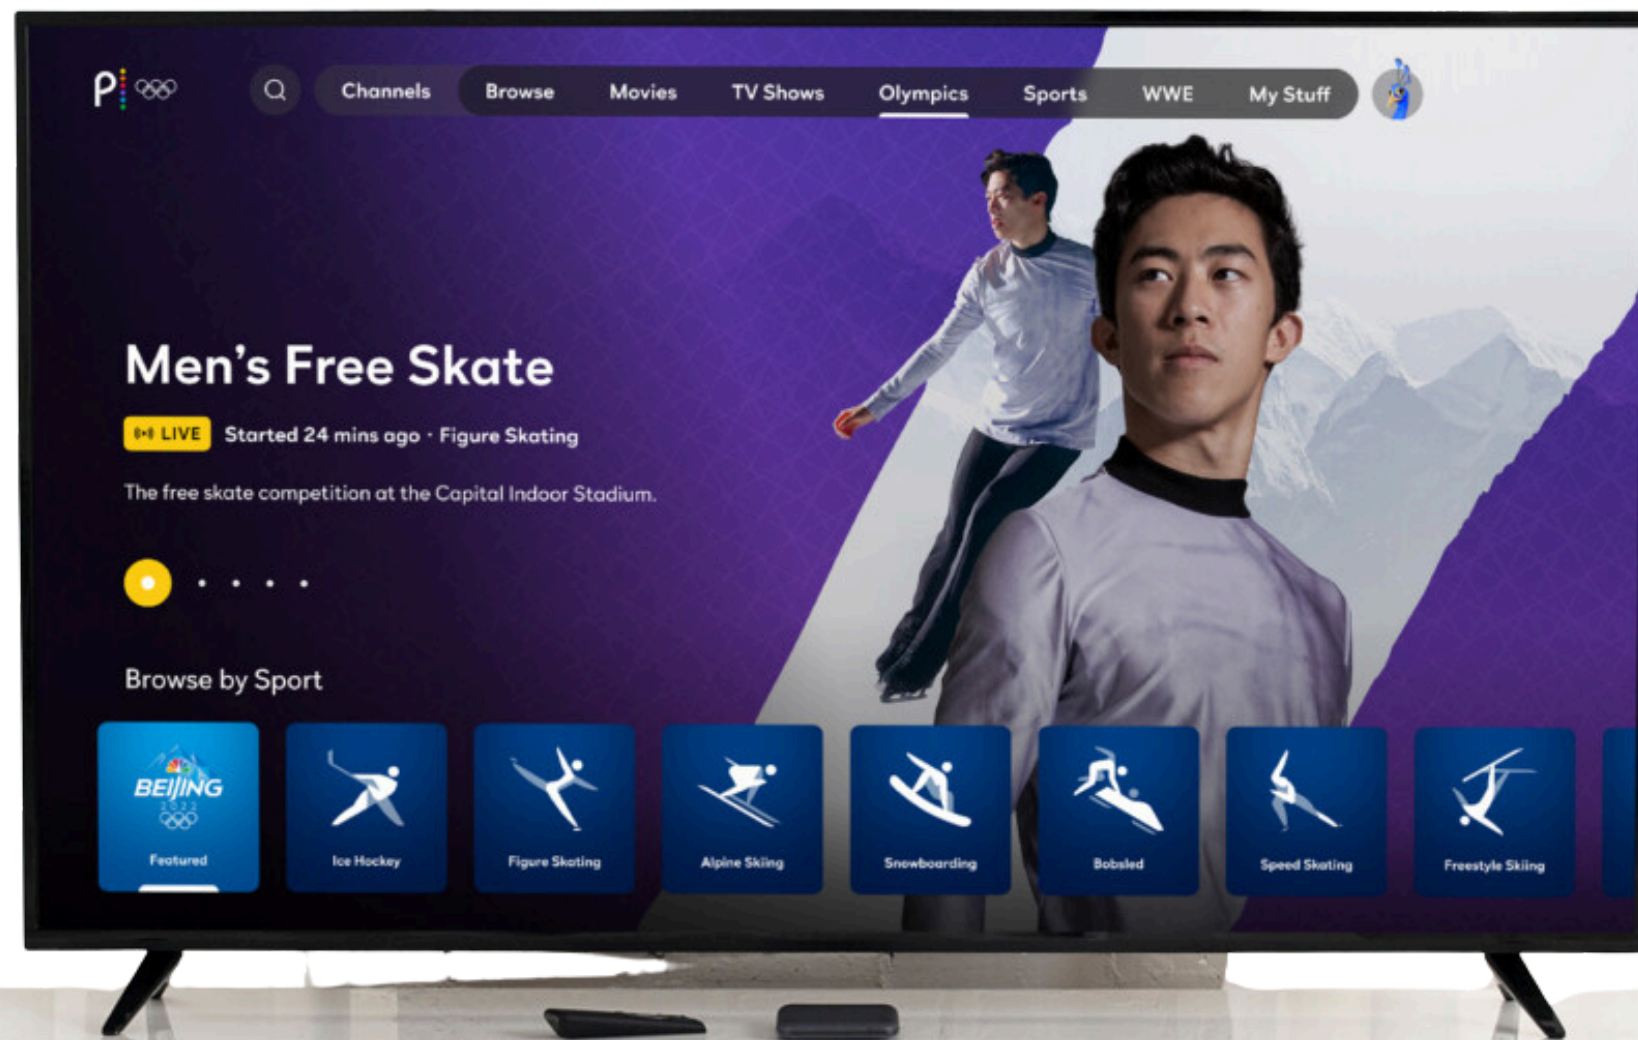 P
Channels Browse Movies TV Shows Olympics Sports WWE My Stuff
Men's Free Skate
LIVE Started 24 mins ago · Figure Skating
The free skate competition at the Capital Indoor Stadium.
Browse by Sport
BEIJING
2022
Featured Ice Hockey Figure Skating Alpine Skiing Snowboarding Bobsled Speed Skating Freestyle Skiing